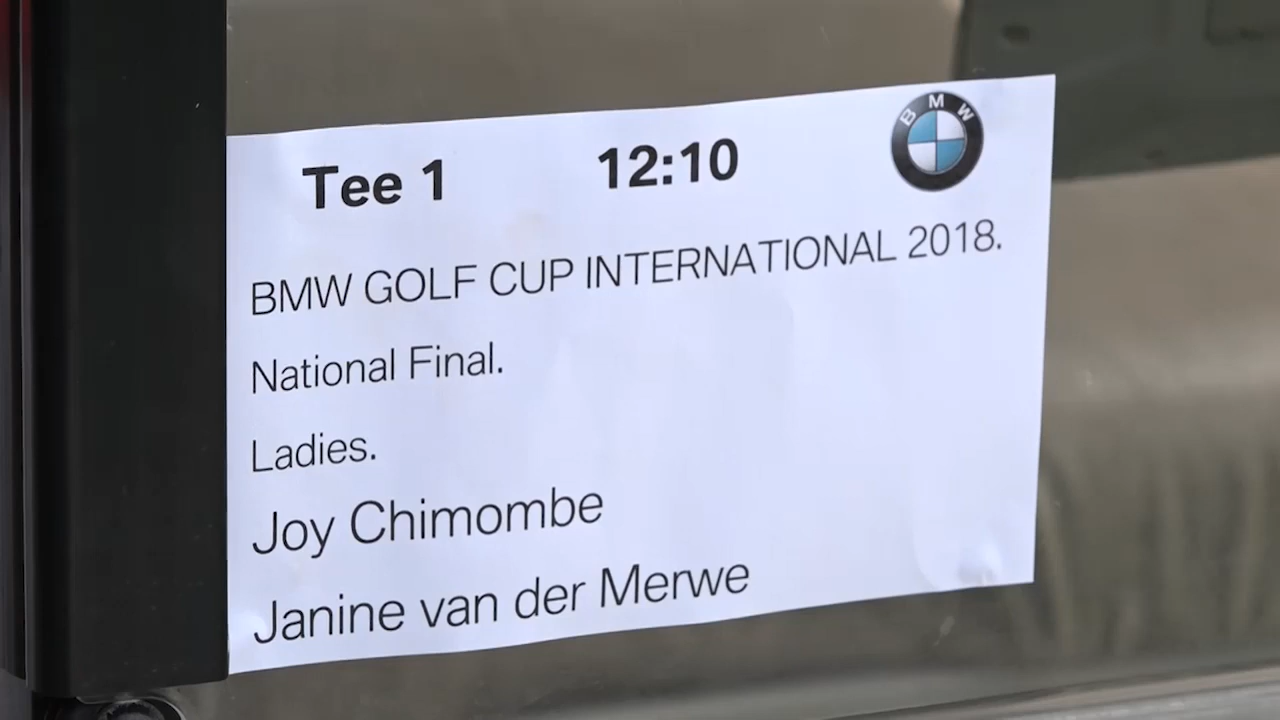 Tee 1 12:10 BMW
BMW GOLF CUP INTERNATIONAL 2018.
National Final.
Ladies.
Joy Chimombe
Janine van der Merwe